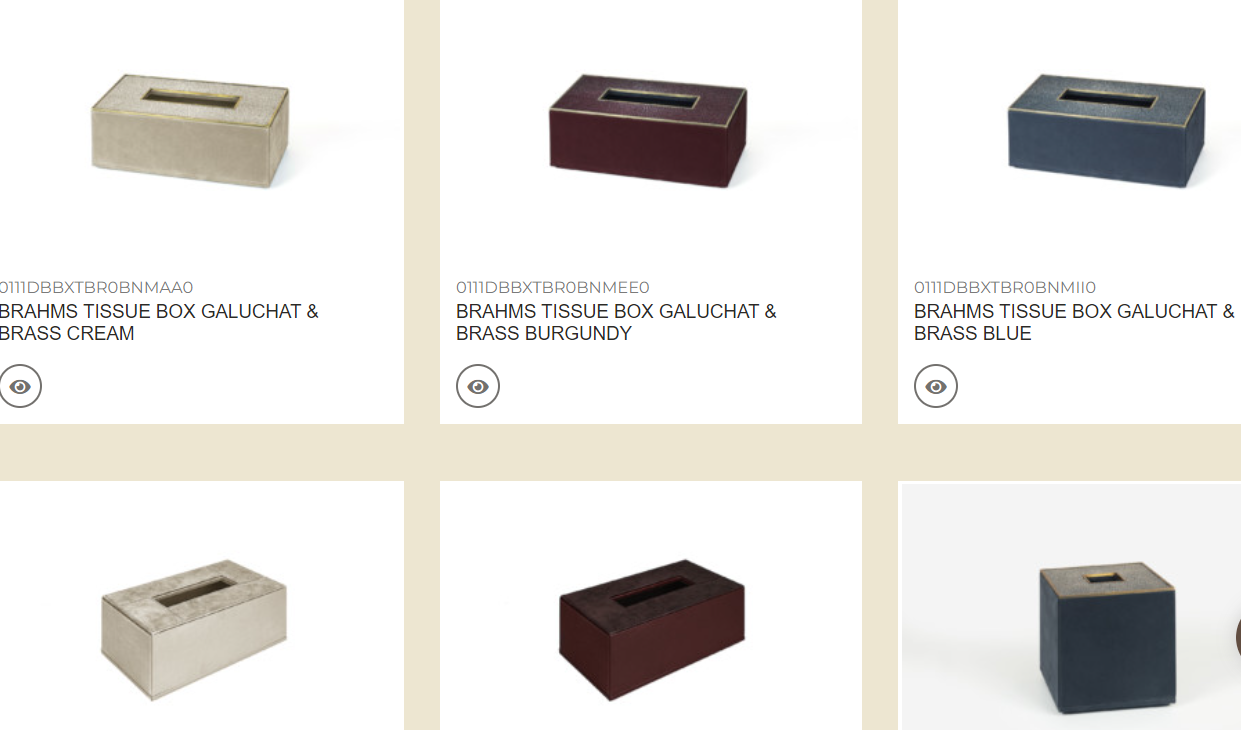 0111DBBXTBR0BNMAA0
BRAHMS TISSUE BOX GALUCHAT &
BRASS CREAM
0111DBBXTBR0BNMEE0
BRAHMS TISSUE BOX GALUCHAT &
BRASS BURGUNDY
0111DBBXTBR0BNMII0
BRAHMS TISSUE BOX GALUCHAT &
BRASS BLUE